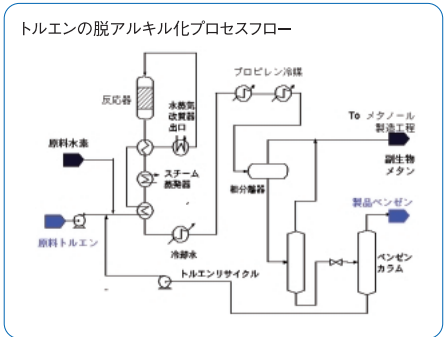 トルエンの脱アルキル化プロセスフロー
プロピレン冷媒
反応器
水蒸気
改質器
出口
To メタノール
製造工程
原料水素
副生物
メタン
スチーム
蒸発器
粗分離器
製品ベンゼン
原料トルエン
冷却水
ベンゼン
カラム
トルエンリサイクル